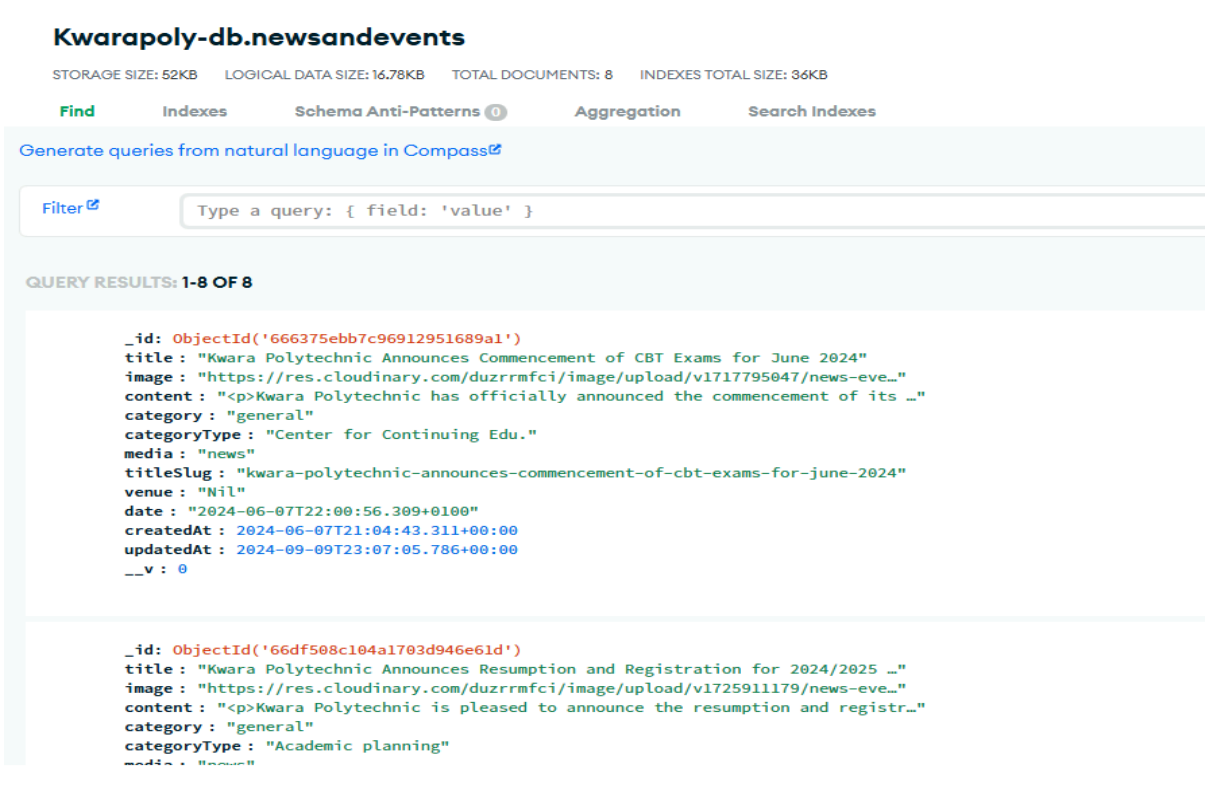 Kwarapoly-db.newsandevents
STORAGE SIZE: 52KB LOGICAL DATA SIZE: 16.78KB TOTAL DOCUMENTS: 8 INDEXES TOTAL SIZE: 36KB
Find Indexes Schema Anti-Patterns 0 Aggregation Search Indexes
Generate queries from natural language in Compass
Filter Type a query: { field: 'value' }
QUERY RESULTS: 1-8 OF 8
_id: ObjectId('666375ebb7c96912951689a1')
title : "Kwara Polytechnic Announces Commencement of CBT Exams for June 2024"
image : "https://res.cloudinary.com/duzrrmfci/image/upload/v1717795047/news-eve…"
content : "<p>Kwara Polytechnic has officially announced the commencement of its …"
category : "general"
categoryType : "Center for Continuing Edu."
media : "news"
titleSlug : "kwara-polytechnic-announces-commencement-of-cbt-exams-for-june-2024"
venue : "Nil"
date : "2024-06-07T22:00:56.309+0100"
createdAt : 2024-06-07T21:04:43.311+00:00
updatedAt : 2024-09-09T23:07:05.786+00:00
__v : 0
_id: ObjectId('66df508c104a1703d946e61d')
title : "Kwara Polytechnic Announces Resumption and Registration for 2024/2025 …"
image : "https://res.cloudinary.com/duzrrmfci/image/upload/v1725911179/news-eve…"
content : "<p>Kwara Polytechnic is pleased to announce the resumption and registr…"
category : "general"
categoryType : "Academic planning"
media : "news"